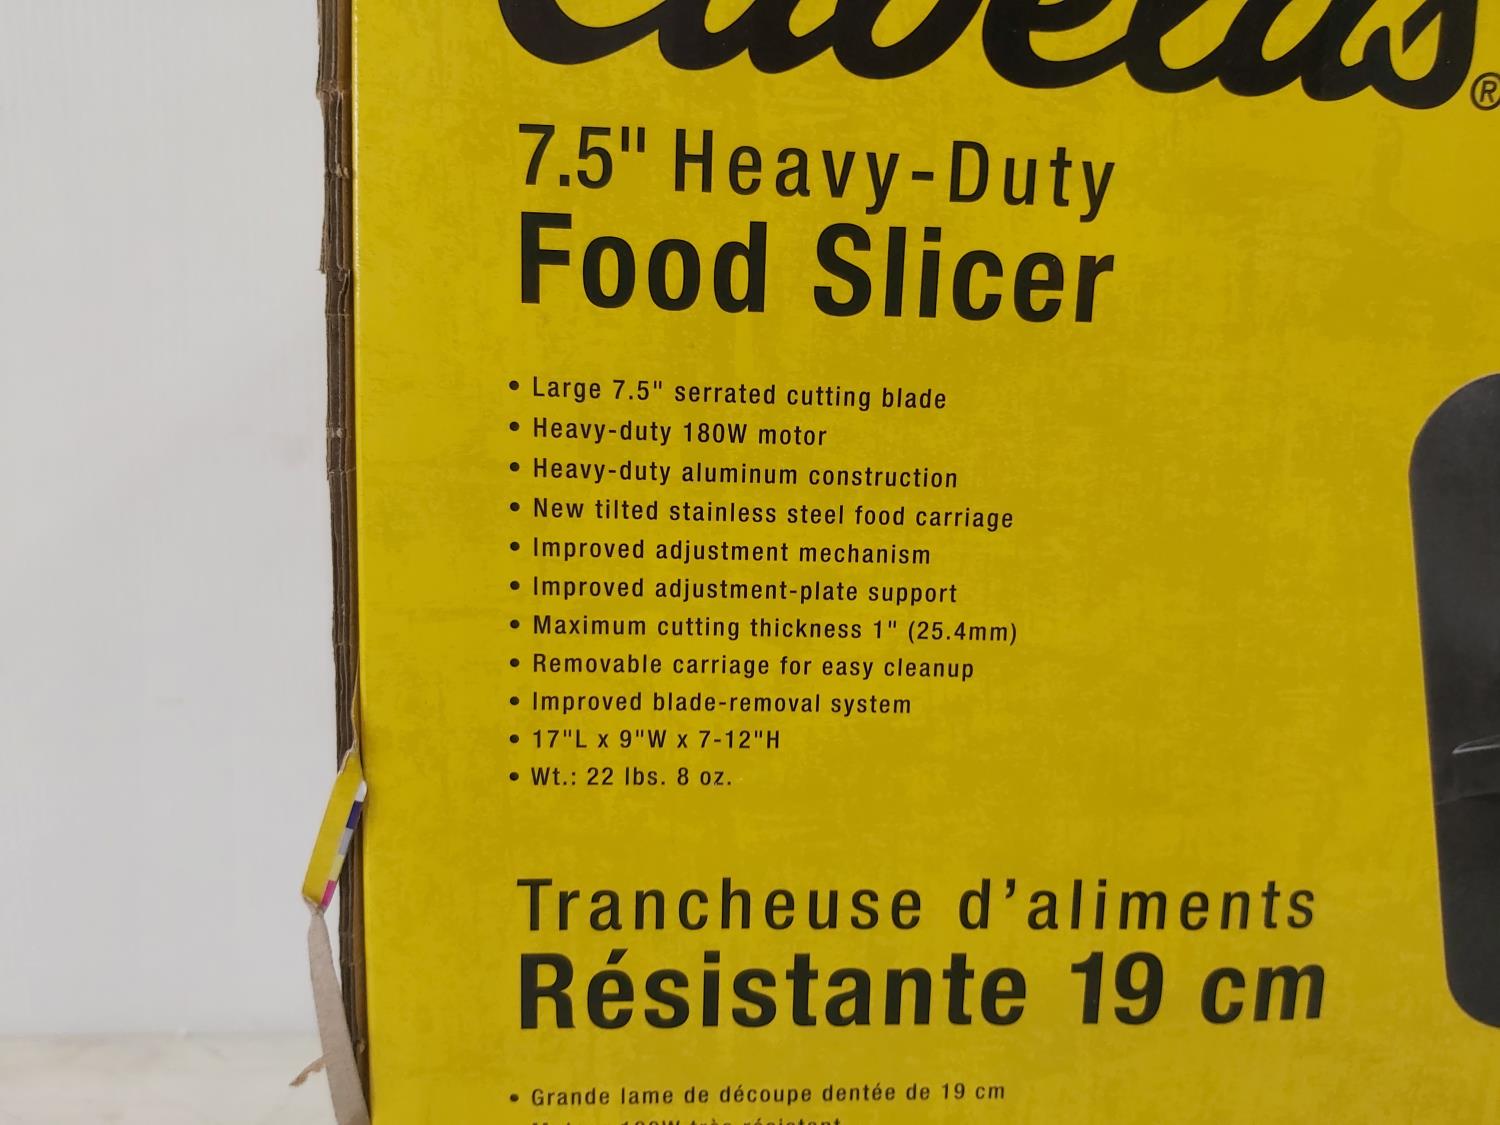 Cabela's®
7.5" Heavy-Duty
Food Slicer
• Large 7.5" serrated cutting blade
• Heavy-duty 180W motor
• Heavy-duty aluminum construction
• New tilted stainless steel food carriage
• Improved adjustment mechanism
• Improved adjustment-plate support
• Maximum cutting thickness 1" (25.4mm)
• Removable carriage for easy cleanup
• Improved blade-removal system
• 17"L x 9"W x 7-12"H
• Wt.: 22 lbs. 8 oz.
Trancheuse d'aliments
Résistante 19 cm
• Grande lame de découpe dentée de 19 cm